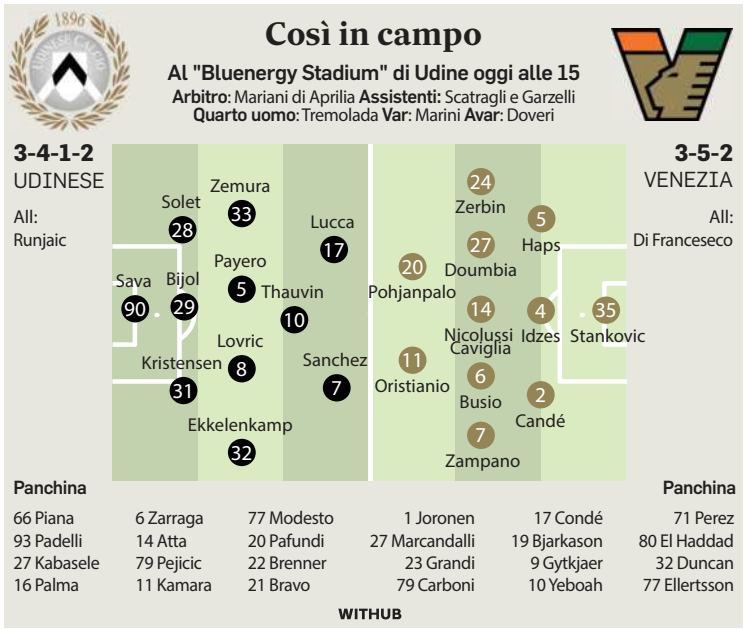 1896
UDINESE CALCIO
Così in campo
Al "Bluenergy Stadium" di Udine oggi alle 15
Arbitro: Mariani di Aprilia Assistenti: Scatragli e Garzelli
Quarto uomo: Tremolada Var: Marini Avar: Doveri
3-4-1-2
UDINESE
All:
Runjaic
3-5-2
VENEZIA
All:
Di Franceseco
Sava
90
Solet
28
Bijol
29
Kristensen
31
Zemura
33
Payero
5
Lovric
8
Ekkelenkamp
32
Thauvin
10
Lucca
17
Sanchez
7
20
Pohjanpalo
11
Oristianio
24
Zerbin
27
Doumbia
14
Nicolussi
Caviglia
6
Busio
7
Zampano
5
Haps
4
Idzes
2
Candé
35
Stankovic
Panchina
66 Piana 6 Zarraga 77 Modesto
93 Padelli 14 Atta 20 Pafundi
27 Kabasele 79 Pejicic 22 Brenner
16 Palma 11 Kamara 21 Bravo
Panchina
1 Joronen 17 Condé 71 Perez
27 Marcandalli 19 Bjarkason 80 El Haddad
23 Grandi 9 Gytkjaer 32 Duncan
79 Carboni 10 Yeboah 77 Ellertsson
WITHUB